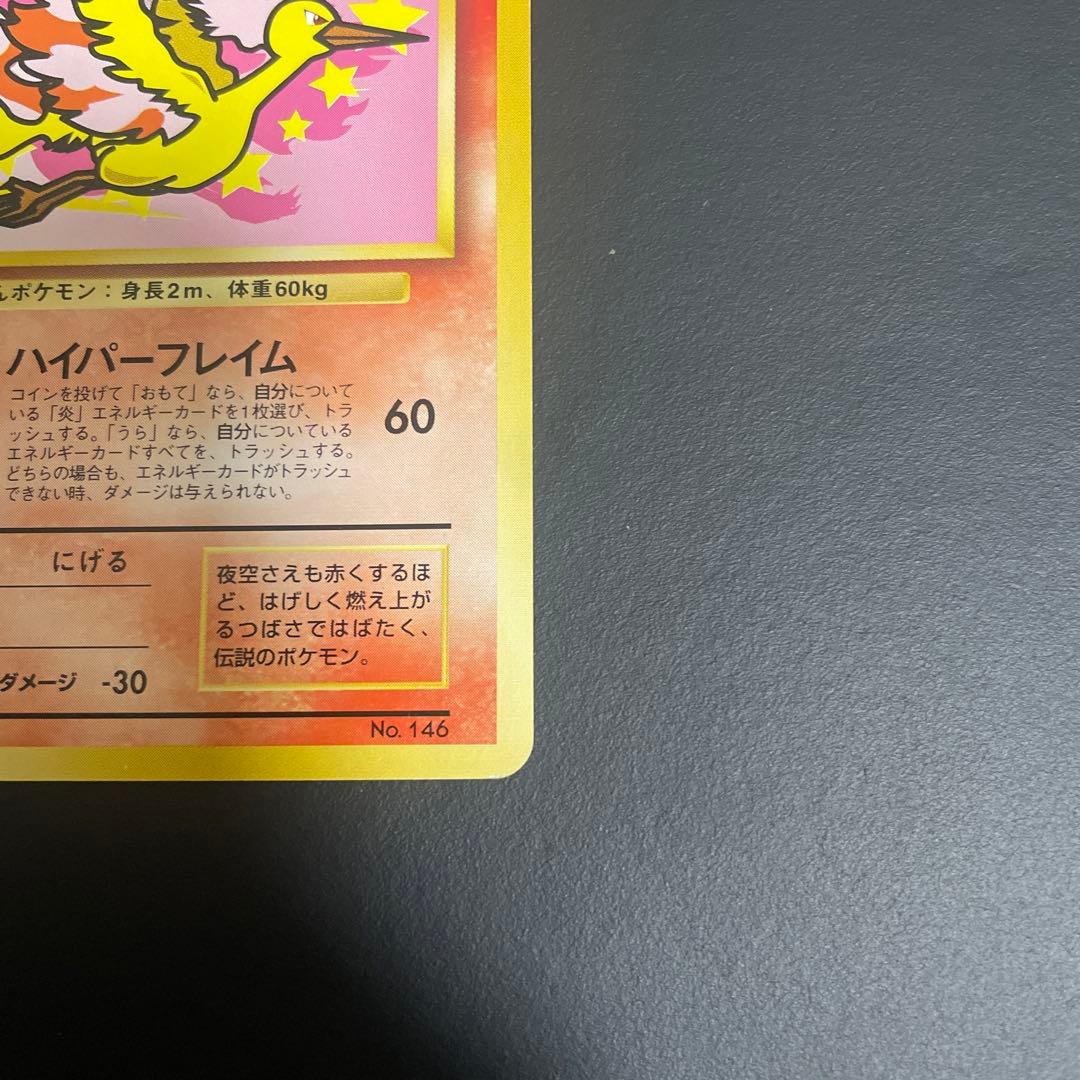 ポケモン：身長2m、体重60kg
ハイパーフレイム
コインを投げて「おもて」なら、自分について
いる「炎」エネルギーカードを1枚選び、トラ
ッシュする。「うら」なら、自分についている
エネルギーカードすべてを、トラッシュする。
どちらの場合も、エネルギーカードがトラッシュ
できない時、ダメージは与えられない。
60
にげる
ダメージ -30
夜空さえも赤くするほ
ど、はげしく燃え上が
るつばさではばたく、
伝説のポケモン。
No. 146